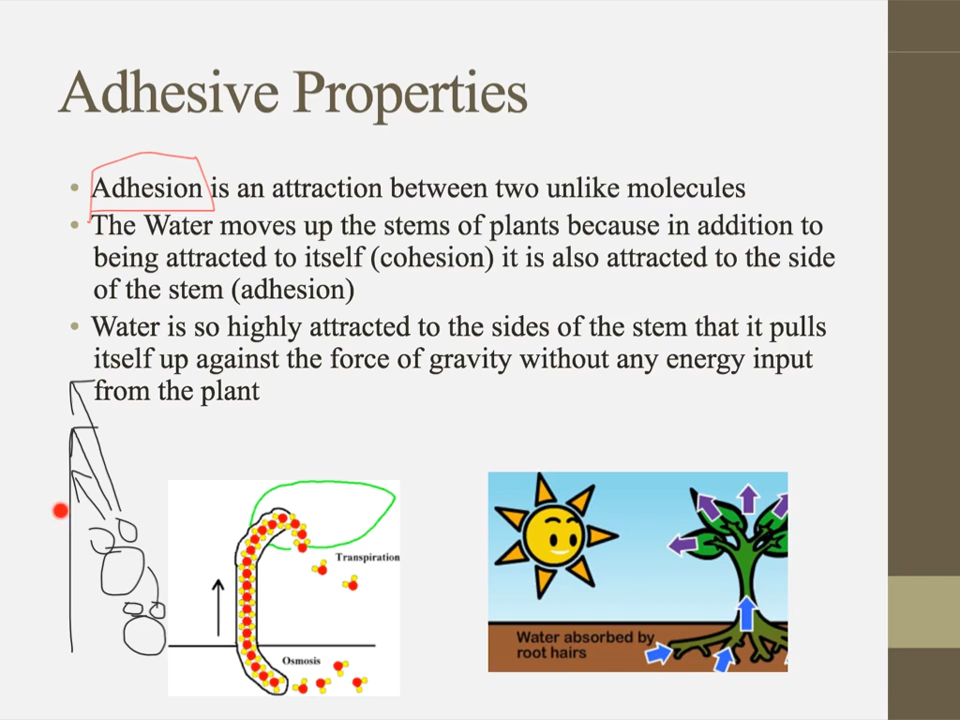 Adhesive Properties
• Adhesion is an attraction between two unlike molecules
• The Water moves up the stems of plants because in addition to
being attracted to itself (cohesion) it is also attracted to the side
of the stem (adhesion)
• Water is so highly attracted to the sides of the stem that it pulls
itself up against the force of gravity without any energy input
from the plant
Transpiration
Osmosis
Water absorbed by
root hairs